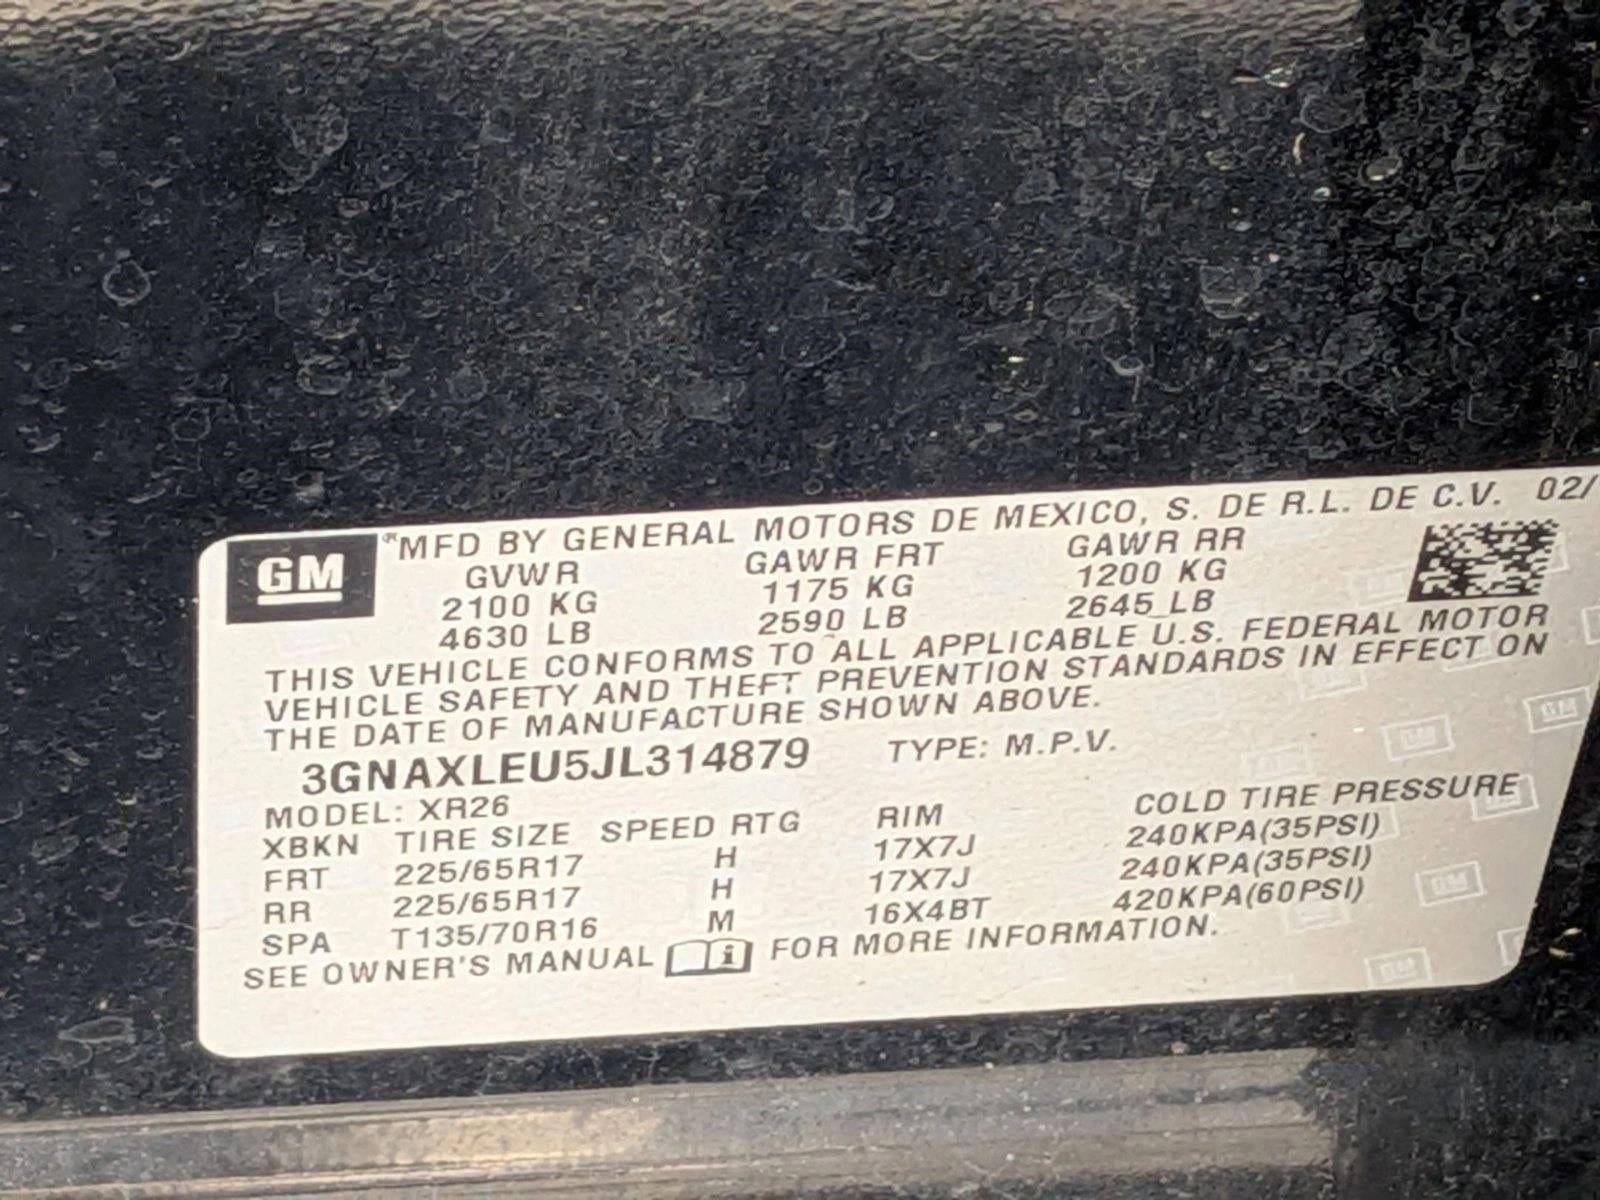 GM
®MFD BY GENERAL MOTORS DE MEXICO, S. DE R.L. DE C.V. 02/
GVWR GAWR FRT GAWR RR
2100 KG 1175 KG 1200 KG
4630 LB 2590 LB 2645 LB
THIS VEHICLE CONFORMS TO ALL APPLICABLE U.S. FEDERAL MOTOR
VEHICLE SAFETY AND THEFT PREVENTION STANDARDS IN EFFECT ON
THE DATE OF MANUFACTURE SHOWN ABOVE.
3GNAXLEU5JL314879 TYPE: M.P.V.
MODEL: XR26
XBKN TIRE SIZE SPEED RTG RIM COLD TIRE PRESSURE
FRT 225/65R17 H 17X7J 240KPA(35PSI)
RR 225/65R17 H 17X7J 240KPA(35PSI)
SPA T135/70R16 M 16X4BT 420KPA(60PSI)
SEE OWNER'S MANUAL i FOR MORE INFORMATION.